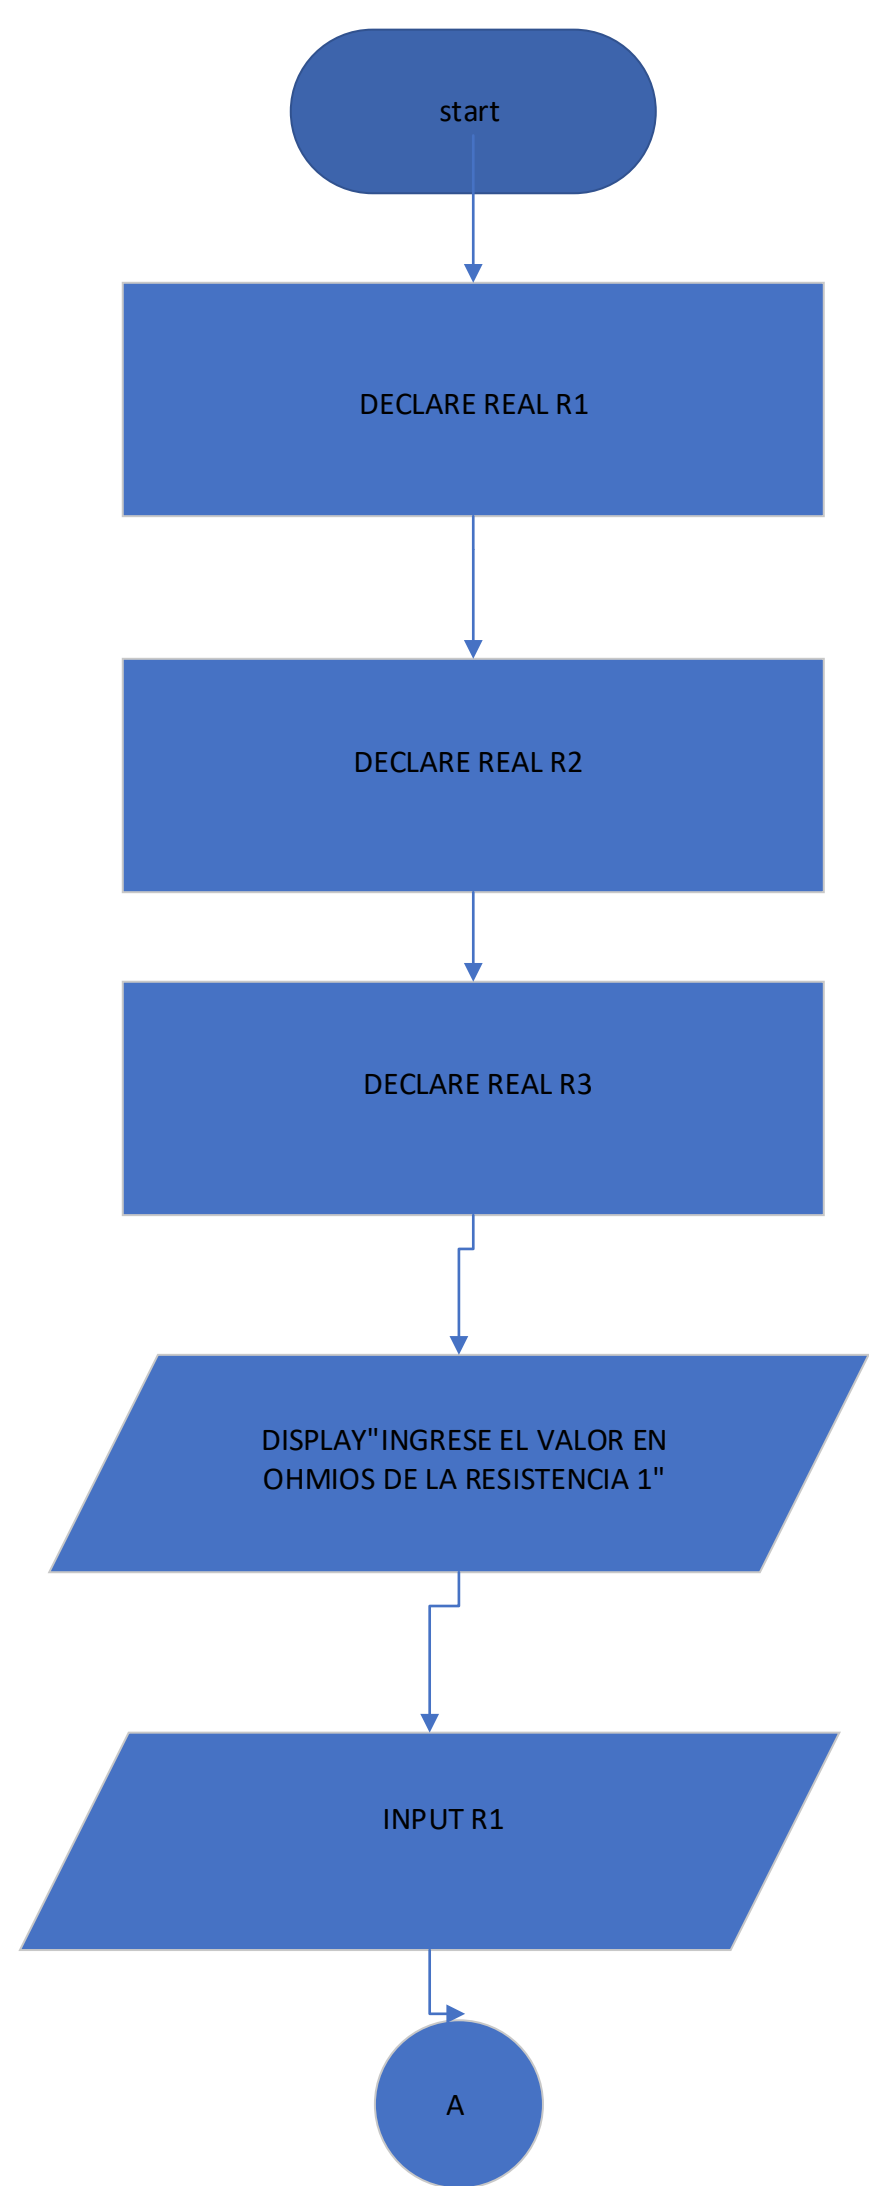 start
DECLARE REAL R1
DECLARE REAL R2
DECLARE REAL R3
DISPLAY"INGRESE EL VALOR EN
OHMIOS DE LA RESISTENCIA 1"
INPUT R1
A